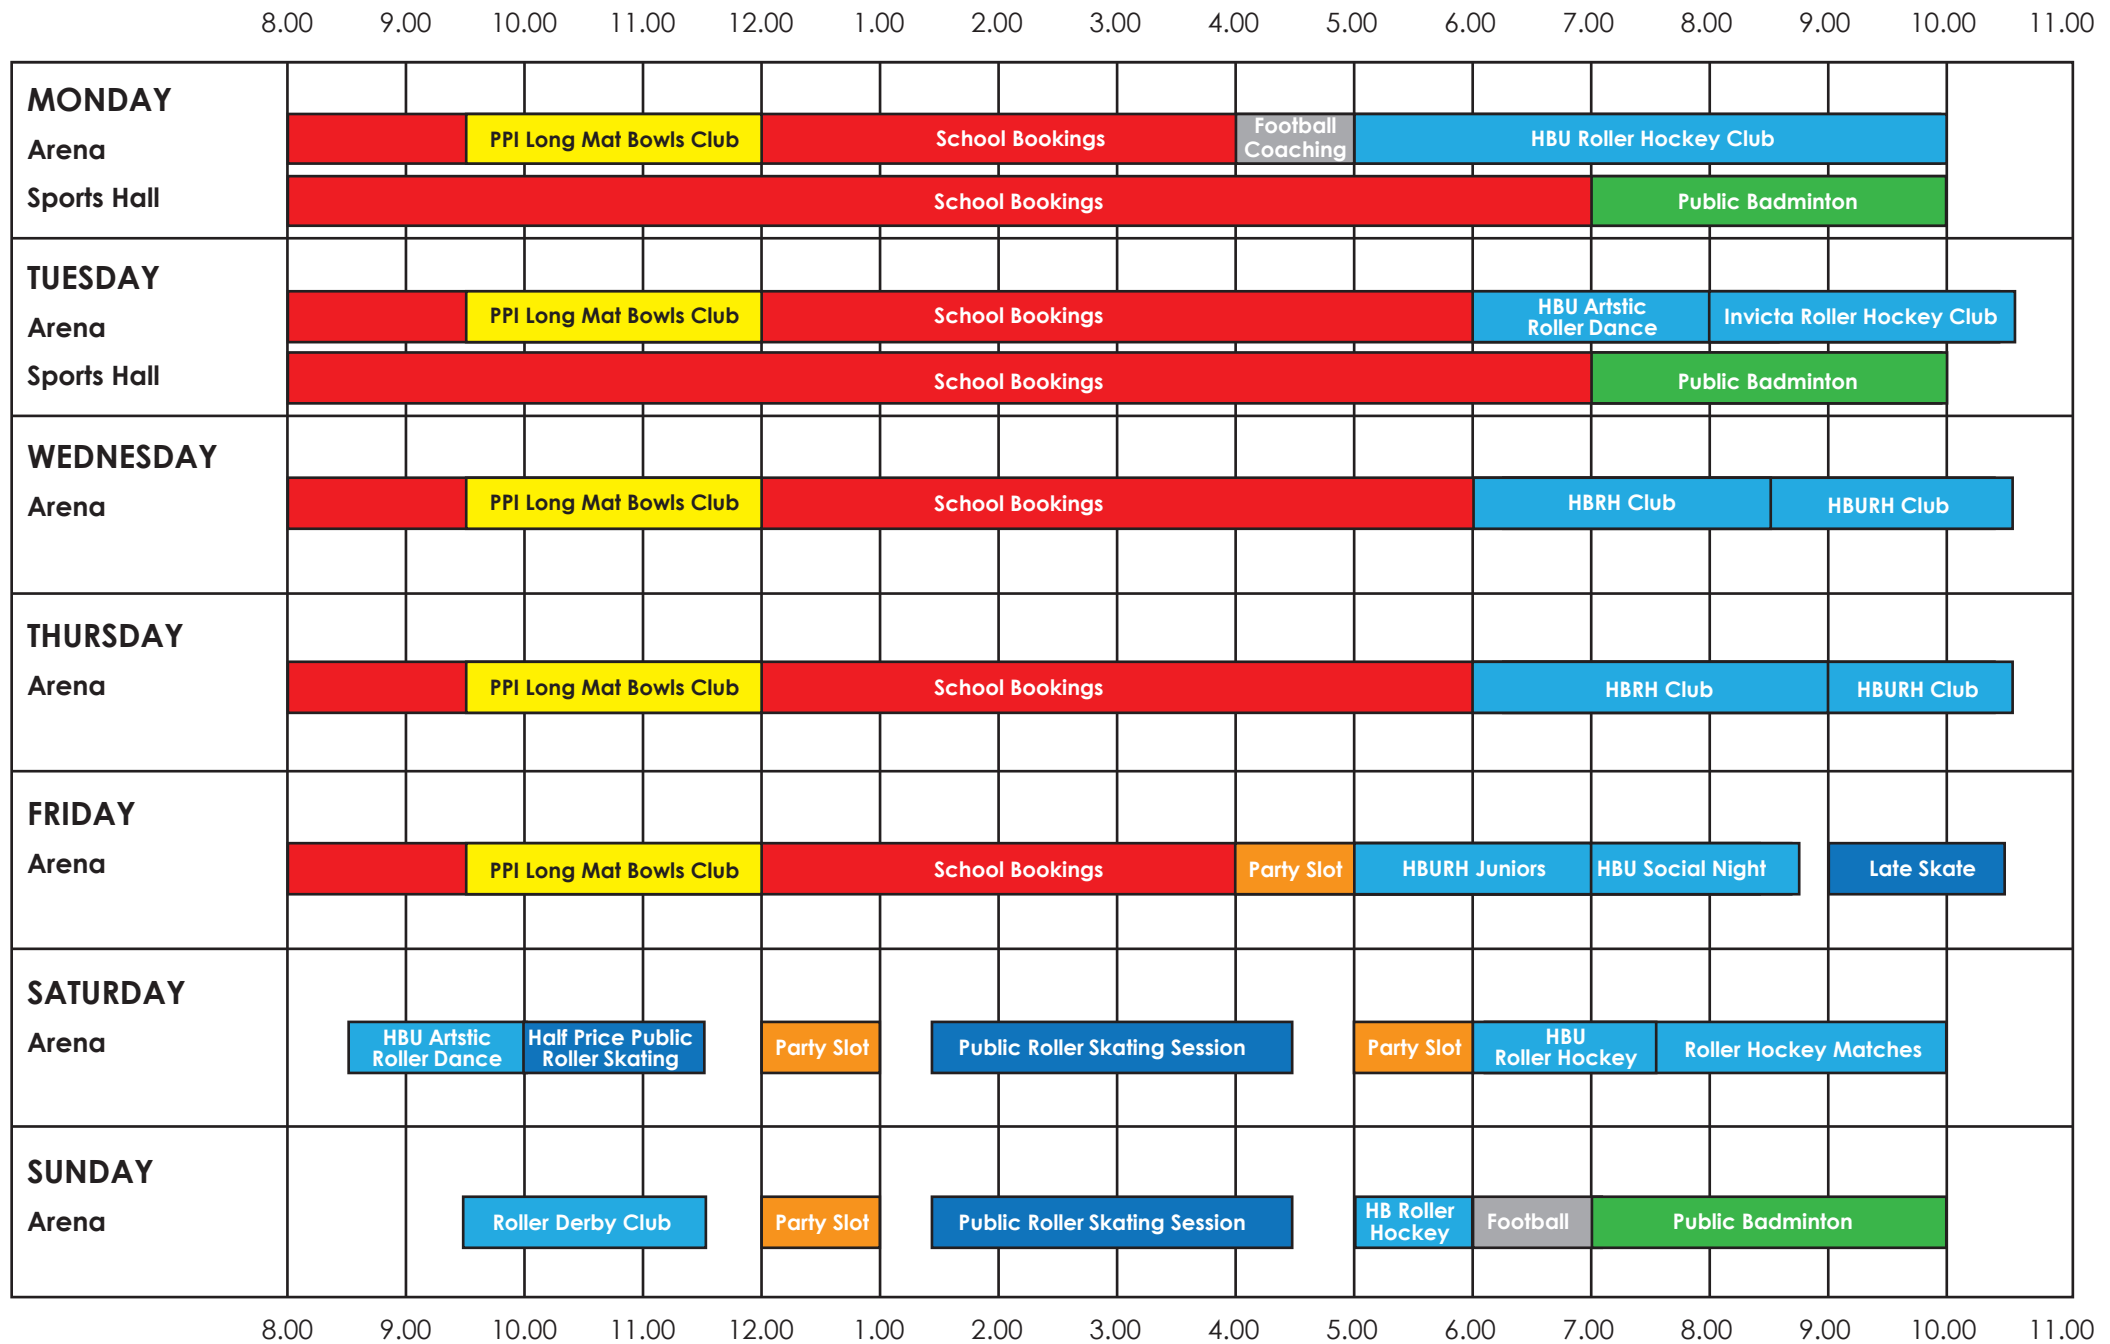 8.00 9.00 10.00 11.00 12.00 1.00 2.00 3.00 4.00 5.00 6.00 7.00 8.00 9.00 10.00 11.00
MONDAY
Arena
PPI Long Mat Bowls Club
School Bookings
Football
Coaching
HBU Roller Hockey Club
Sports Hall
School Bookings
Public Badminton
TUESDAY
Arena
PPI Long Mat Bowls Club
School Bookings
HBU Artstic
Roller Dance
Invicta Roller Hockey Club
Sports Hall
School Bookings
Public Badminton
WEDNESDAY
Arena
PPI Long Mat Bowls Club
School Bookings
HBRH Club
HBURH Club
THURSDAY
Arena
PPI Long Mat Bowls Club
School Bookings
HBRH Club
HBURH Club
FRIDAY
Arena
PPI Long Mat Bowls Club
School Bookings
Party Slot
HBURH Juniors
HBU Social Night
Late Skate
SATURDAY
Arena
HBU Artstic
Roller Dance
Half Price Public
Roller Skating
Party Slot
Public Roller Skating Session
Party Slot
HBU
Roller Hockey
Roller Hockey Matches
SUNDAY
Arena
Roller Derby Club
Party Slot
Public Roller Skating Session
HB Roller
Hockey
Football
Public Badminton
8.00 9.00 10.00 11.00 12.00 1.00 2.00 3.00 4.00 5.00 6.00 7.00 8.00 9.00 10.00 11.00